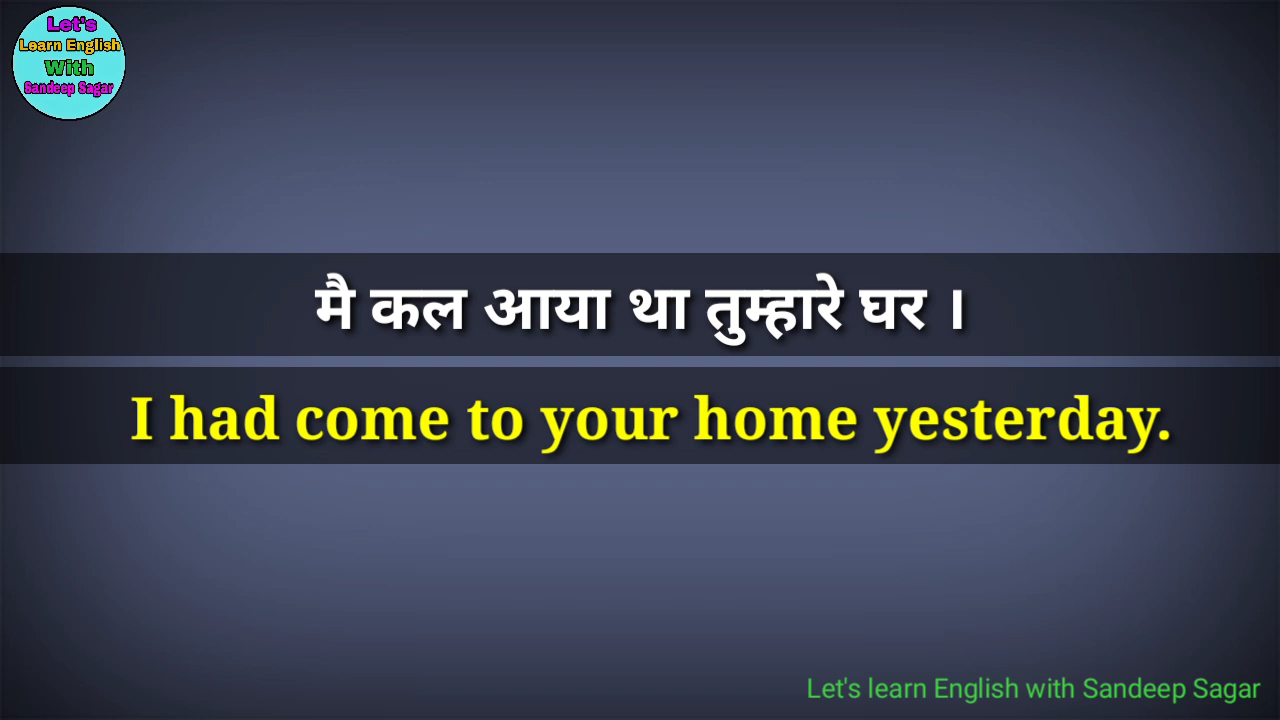 Let's
Learn English
With
Sandeep Sagar
मै कल आया था तुम्हारे घर ।
I had come to your home yesterday.
Let's learn English with Sandeep Sagar